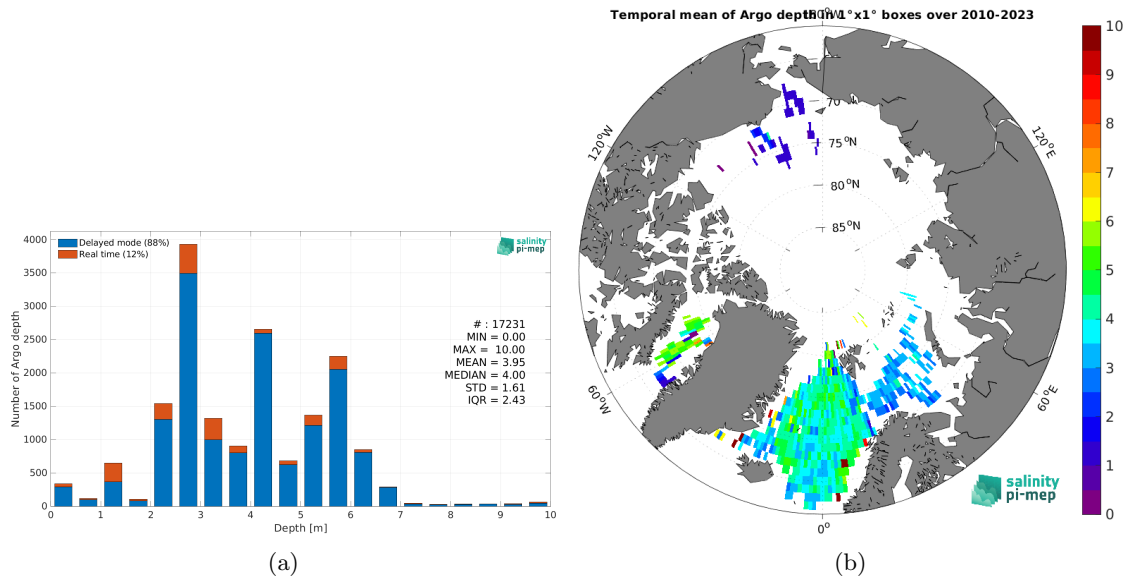 Temporal mean of Argo depth in 1°x1° boxes over 2010-2023
Delayed mode (88%)
Real time (12%)
salinity
pi-mep
# : 17231
MIN = 0.00
MAX = 10.00
MEAN = 3.95
MEDIAN = 4.00
STD = 1.61
IQR = 2.43
Number of Argo depth
4000
3500
3000
2500
2000
1500
1000
500
0
0 1 2 3 4 5 6 7 8 9 10
Depth [m]
(a)
180°W
120°W
120°E
70
75°N
80°N
85°N
60°W
60°E
0°
salinity
pi-mep
10
9
8
7
6
5
4
3
2
1
0
(b)